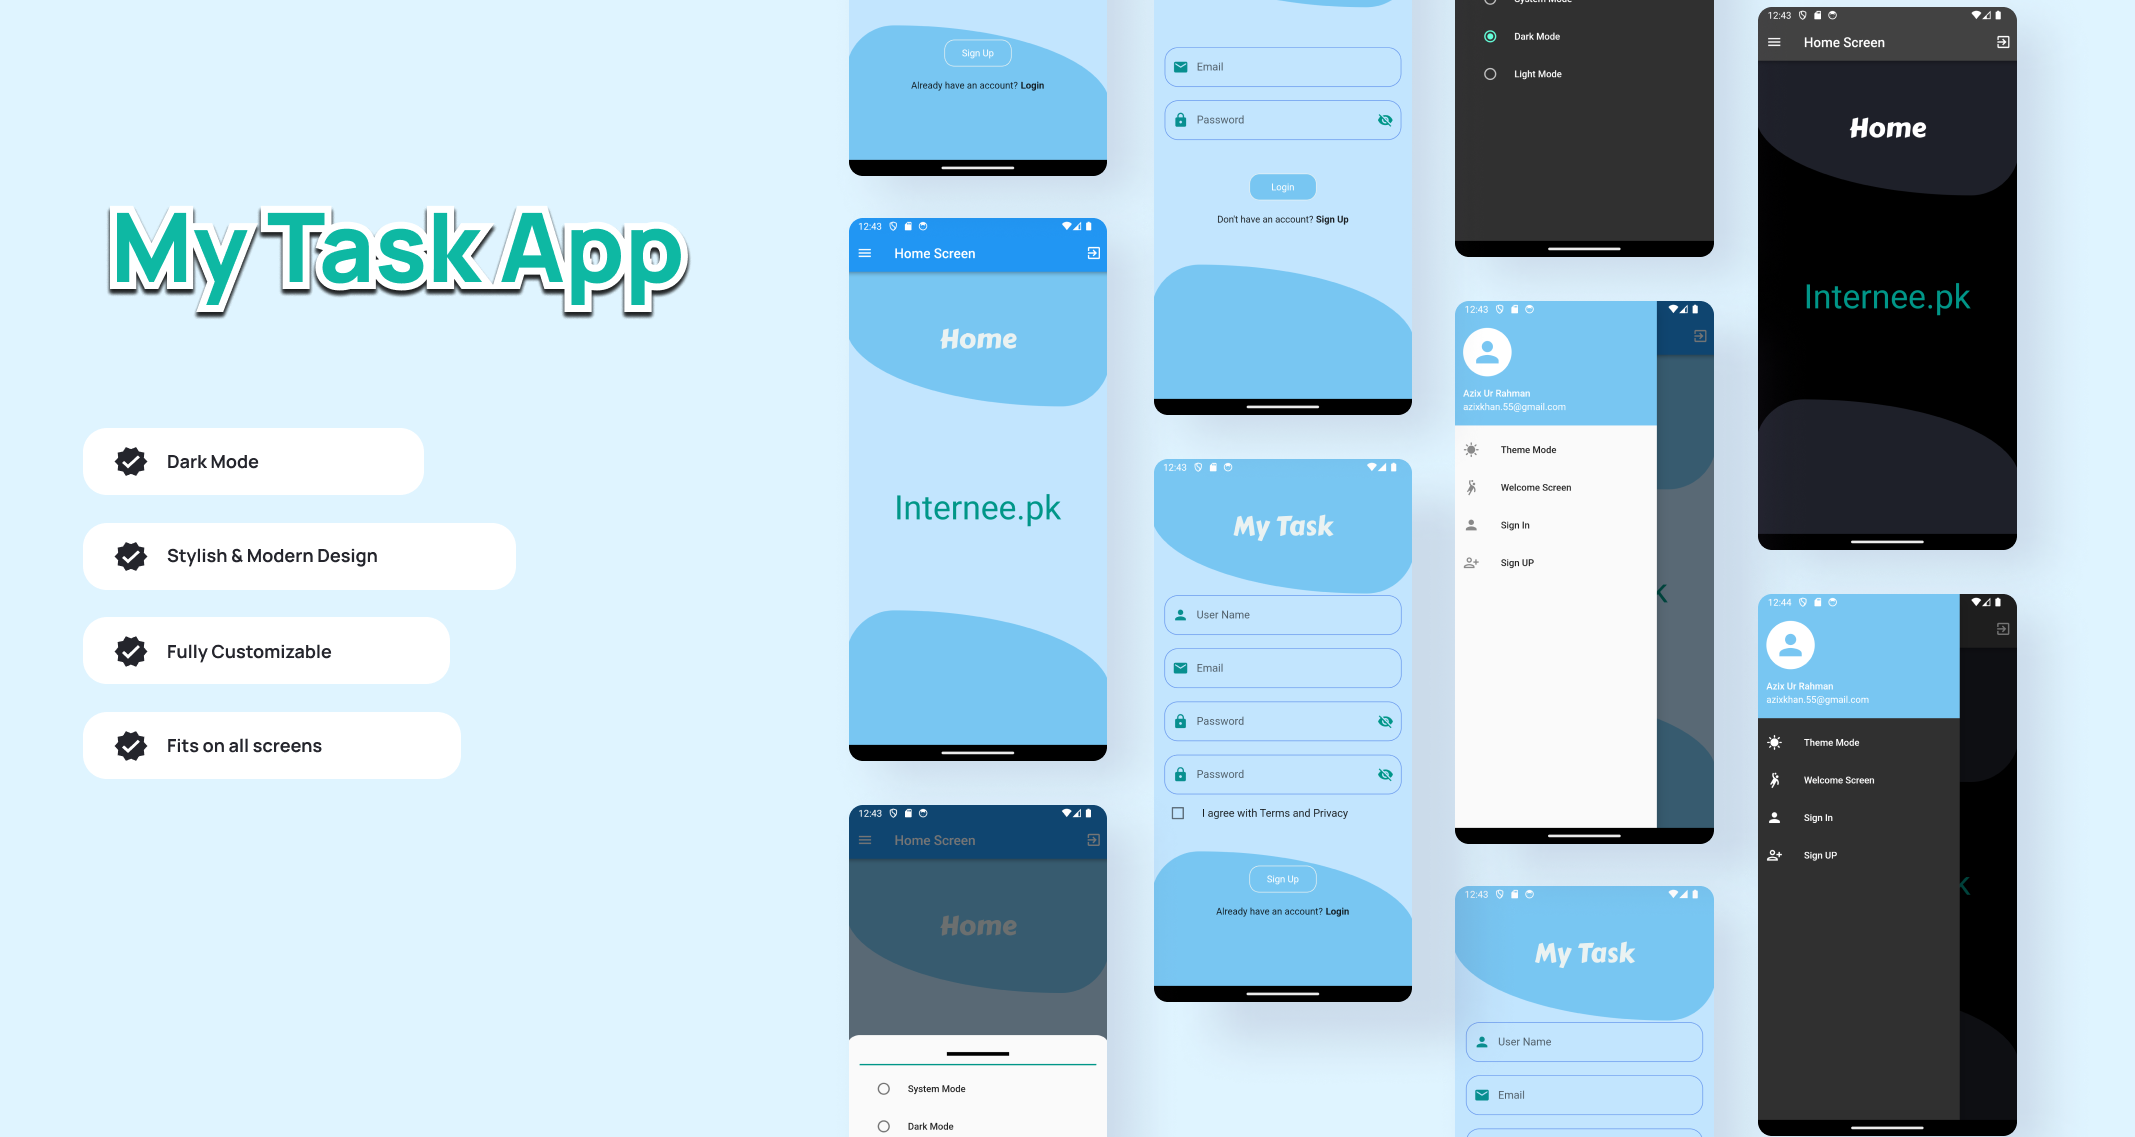 My Task App
Dark Mode
Stylish & Modern Design
Fully Customizable
Fits on all screens
Sign Up
Already have an account? Login
12:43
Home Screen
Home
Internee.pk
12:43
Home Screen
Home
System Mode
Dark Mode
Email
Password
Login
Don't have an account? Sign Up
12:43
My Task
User Name
Email
Password
Password
I agree with Terms and Privacy
Sign Up
Already have an account? Login
System Mode
Dark Mode
Light Mode
12:43
Azix Ur Rahman
azixkhan.55@gmail.com
Theme Mode
Welcome Screen
Sign In
Sign UP
k
12:43
My Task
User Name
Email
12:43
Home Screen
Home
Internee.pk
12:44
Azix Ur Rahman
azixkhan.55@gmail.com
Theme Mode
Welcome Screen
Sign In
Sign UP
k